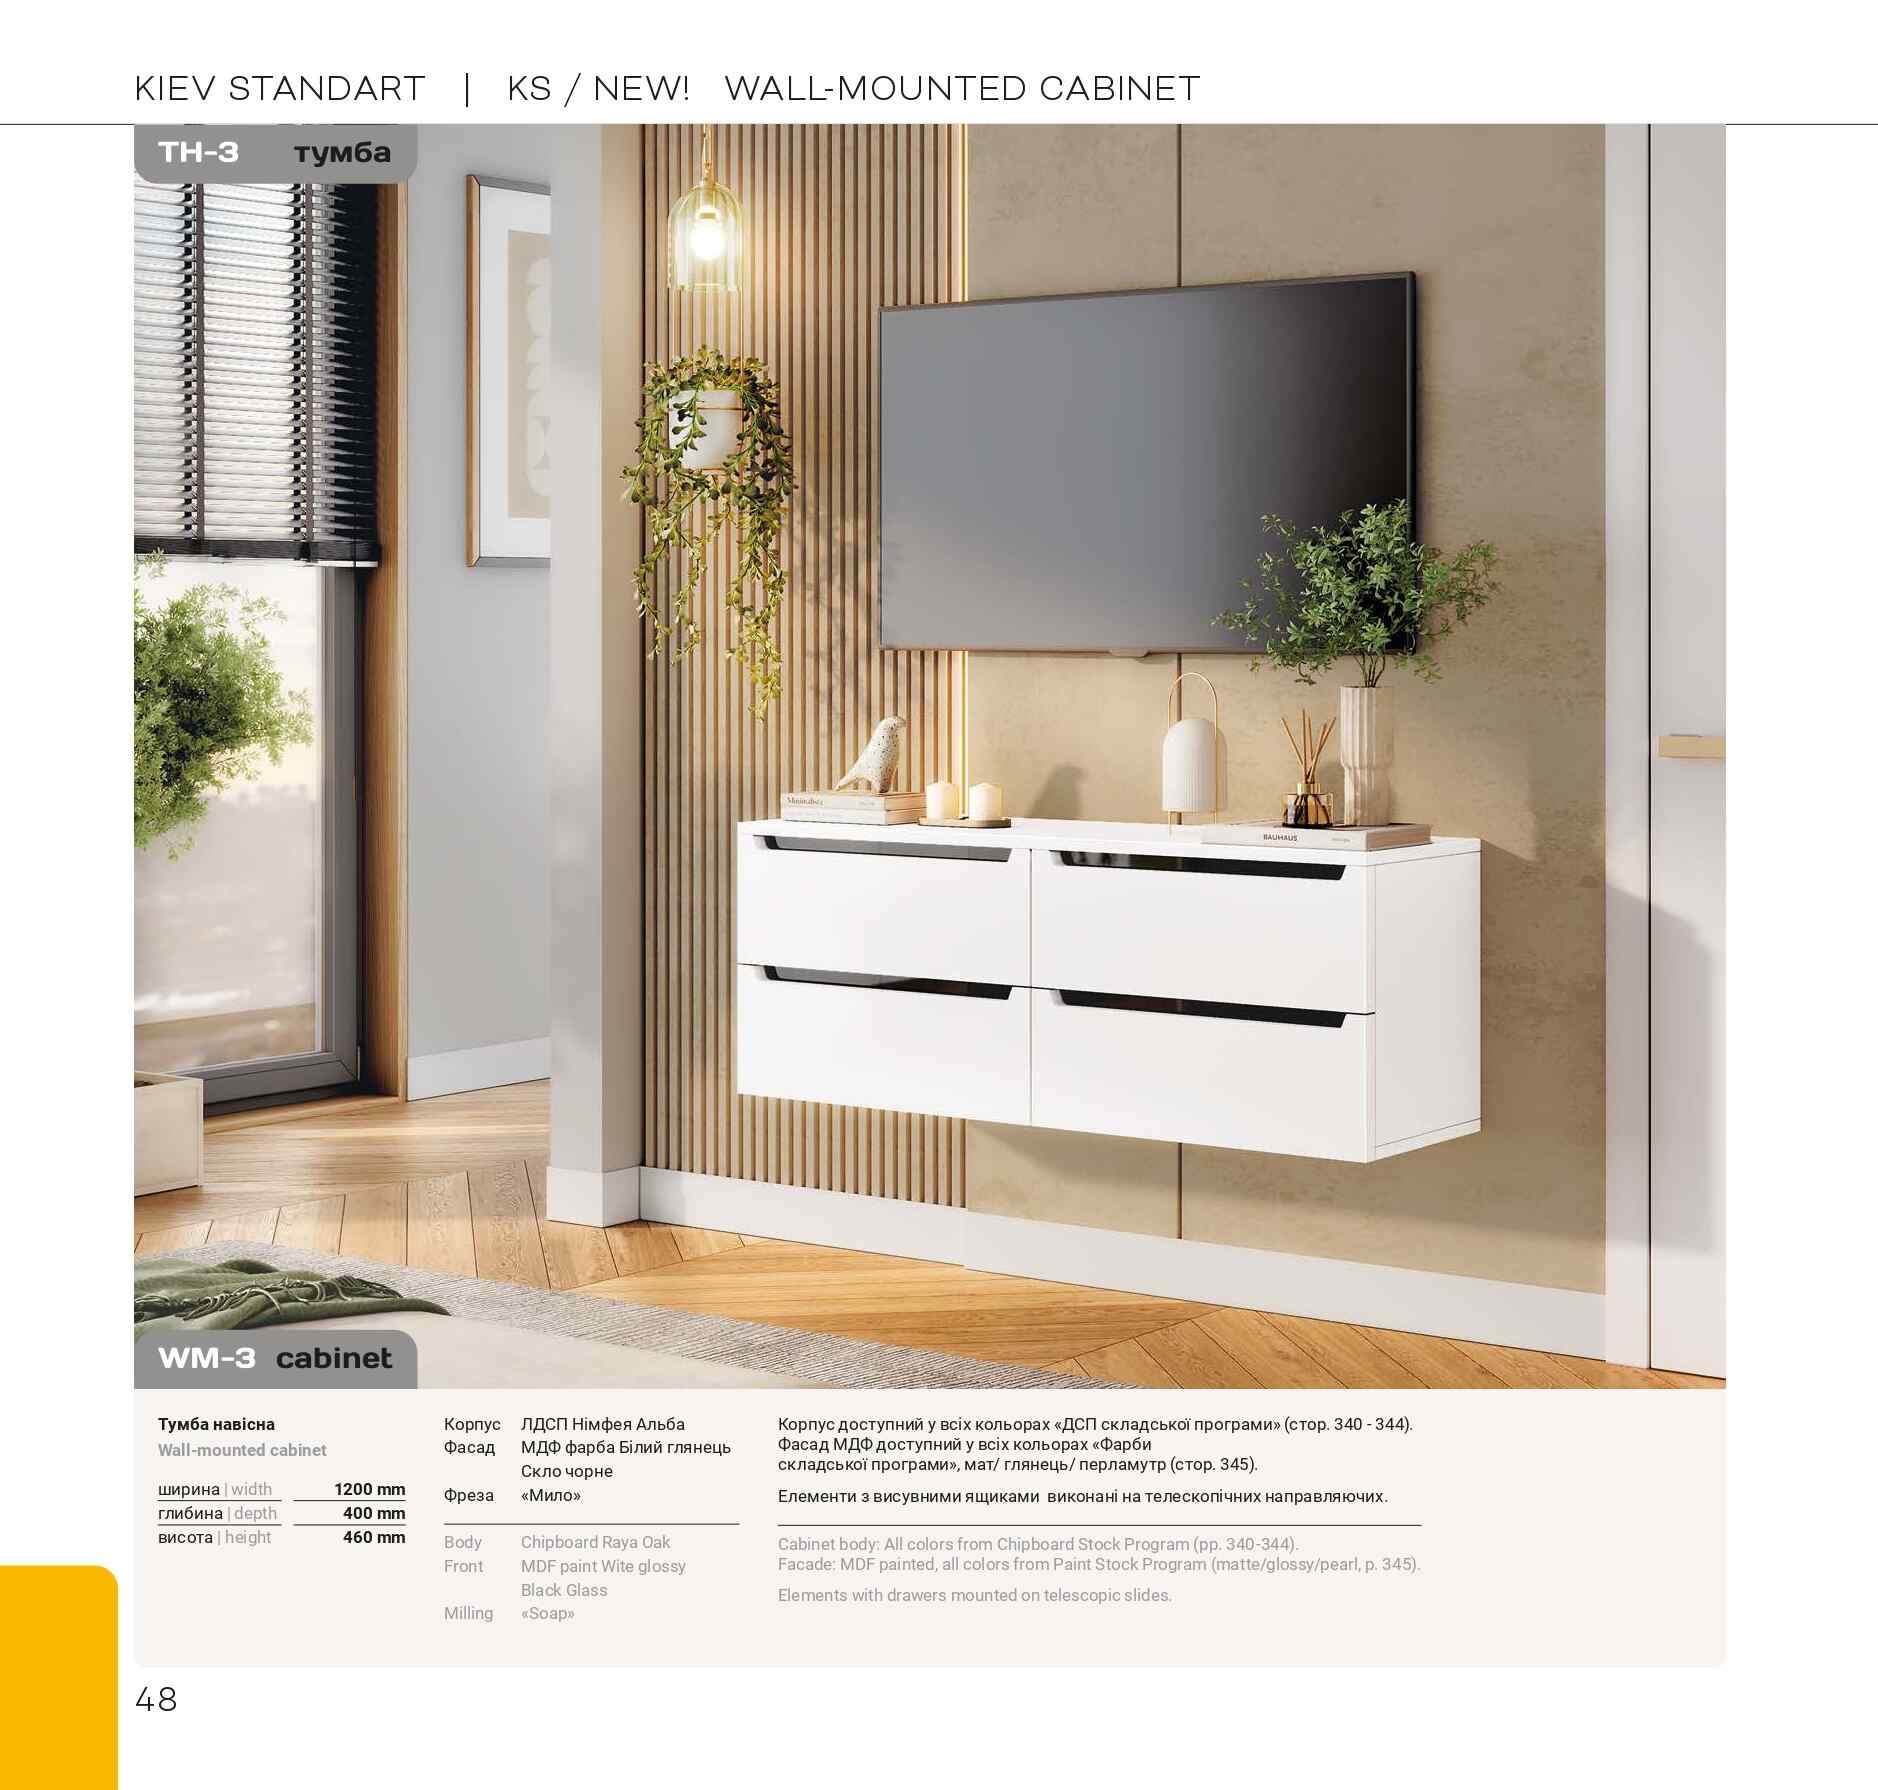 KIEV STANDART | KS / NEW! WALL-MOUNTED CABINET
ТН-3 тумба
Minimalista
BAUHAUS
WM-3 cabinet
Тумба навісна
Wall-mounted cabinet
ширина | width 1200 mm
глибина | depth 400 mm
висота | height 460 mm
Корпус ЛДСП Німфея Альба
Фасад МДФ фарба Білий глянець
Скло чорне
Фреза «Мило»
Body Chipboard Raya Oak
Front MDF paint Wite glossy
Black Glass
Milling «Soap»
Корпус доступний у всіх кольорах «ДСП складської програми» (стор. 340 - 344).
Фасад МДФ доступний у всіх кольорах «Фарби
складської програми», мат/ глянець/ перламутр (стор. 345).
Елементи з висувними ящиками виконані на телескопічних направляючих.
Cabinet body: All colors from Chipboard Stock Program (pp. 340-344).
Facade: MDF painted, all colors from Paint Stock Program (matte/glossy/pearl, p. 345).
Elements with drawers mounted on telescopic slides.
48